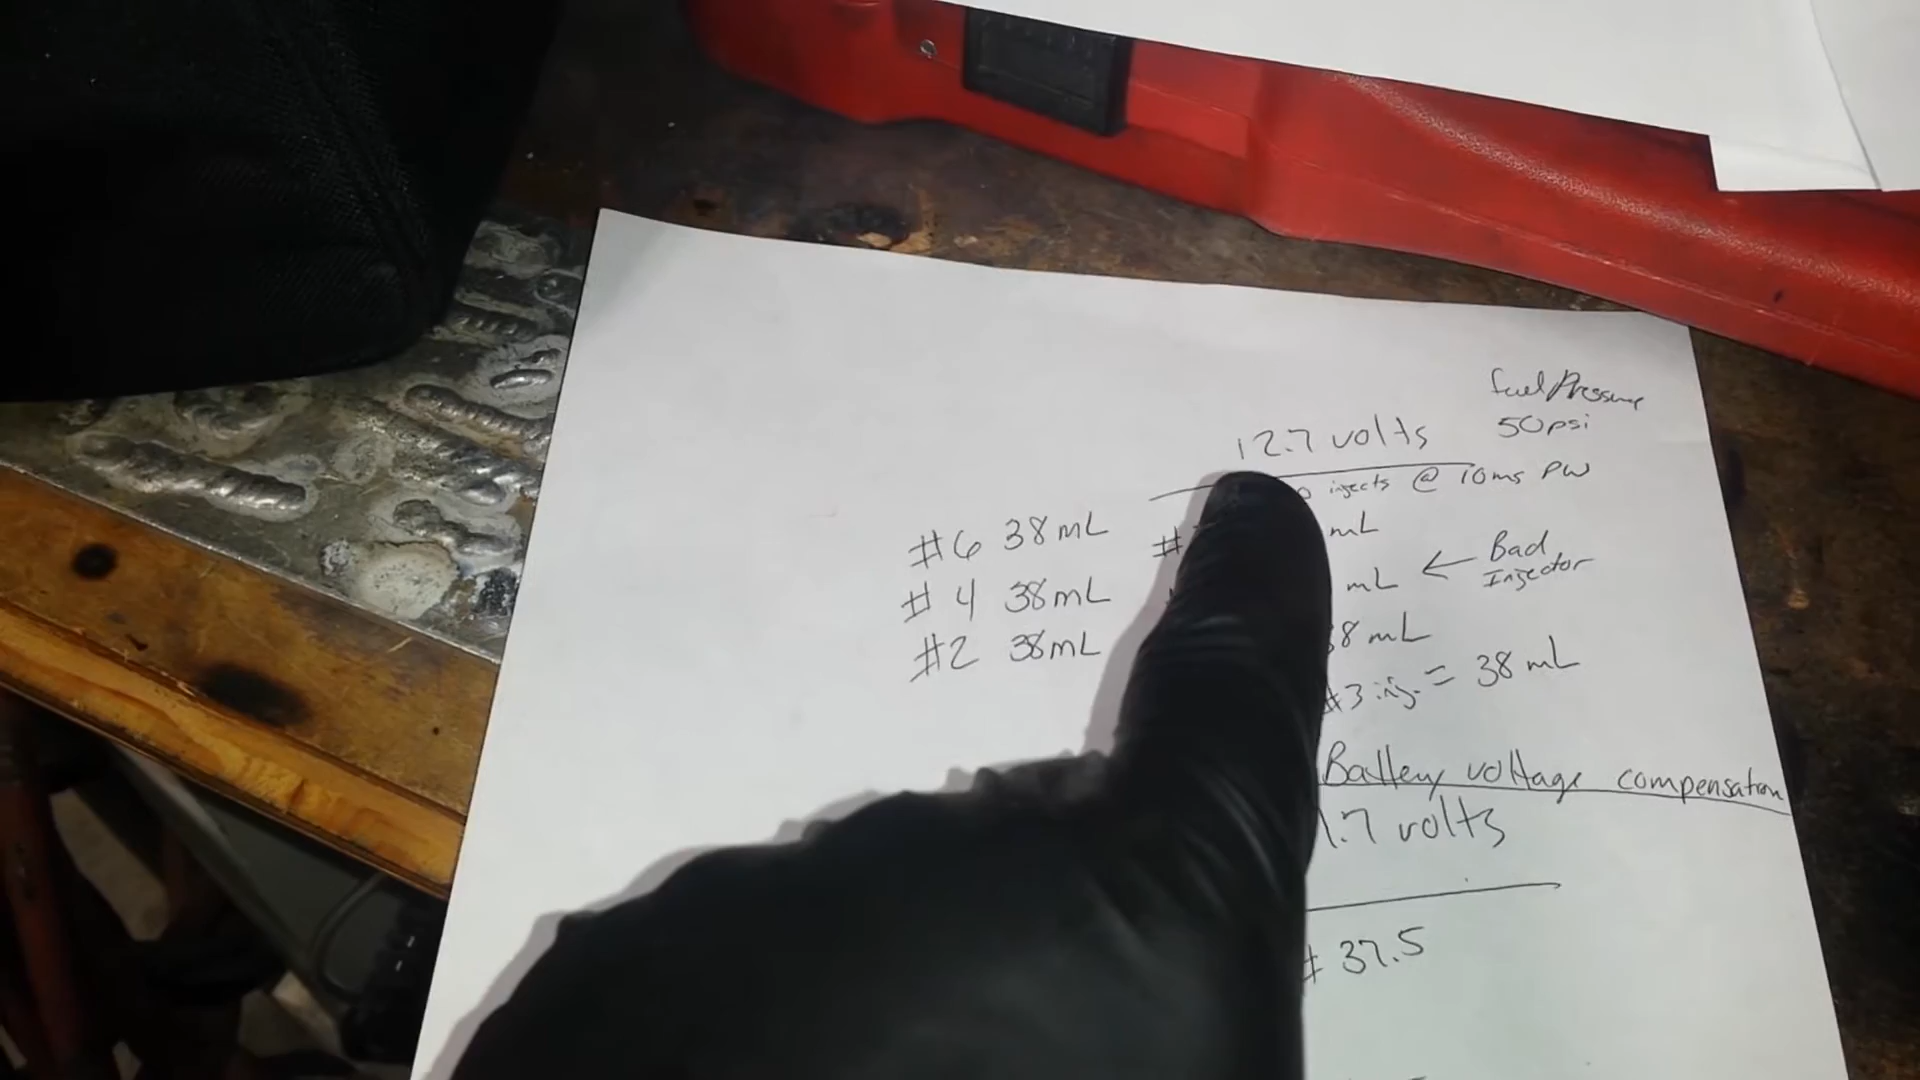 fuel Pressure
50psi
12.7 volts
injects @ 10ms PW
#6 38mL
#4 38mL
#2 38mL
#
mL
mL ← Bad Injector
8 mL
#3 inj. = 38 mL
Battery voltage compensation
.7 volts
# 37.5